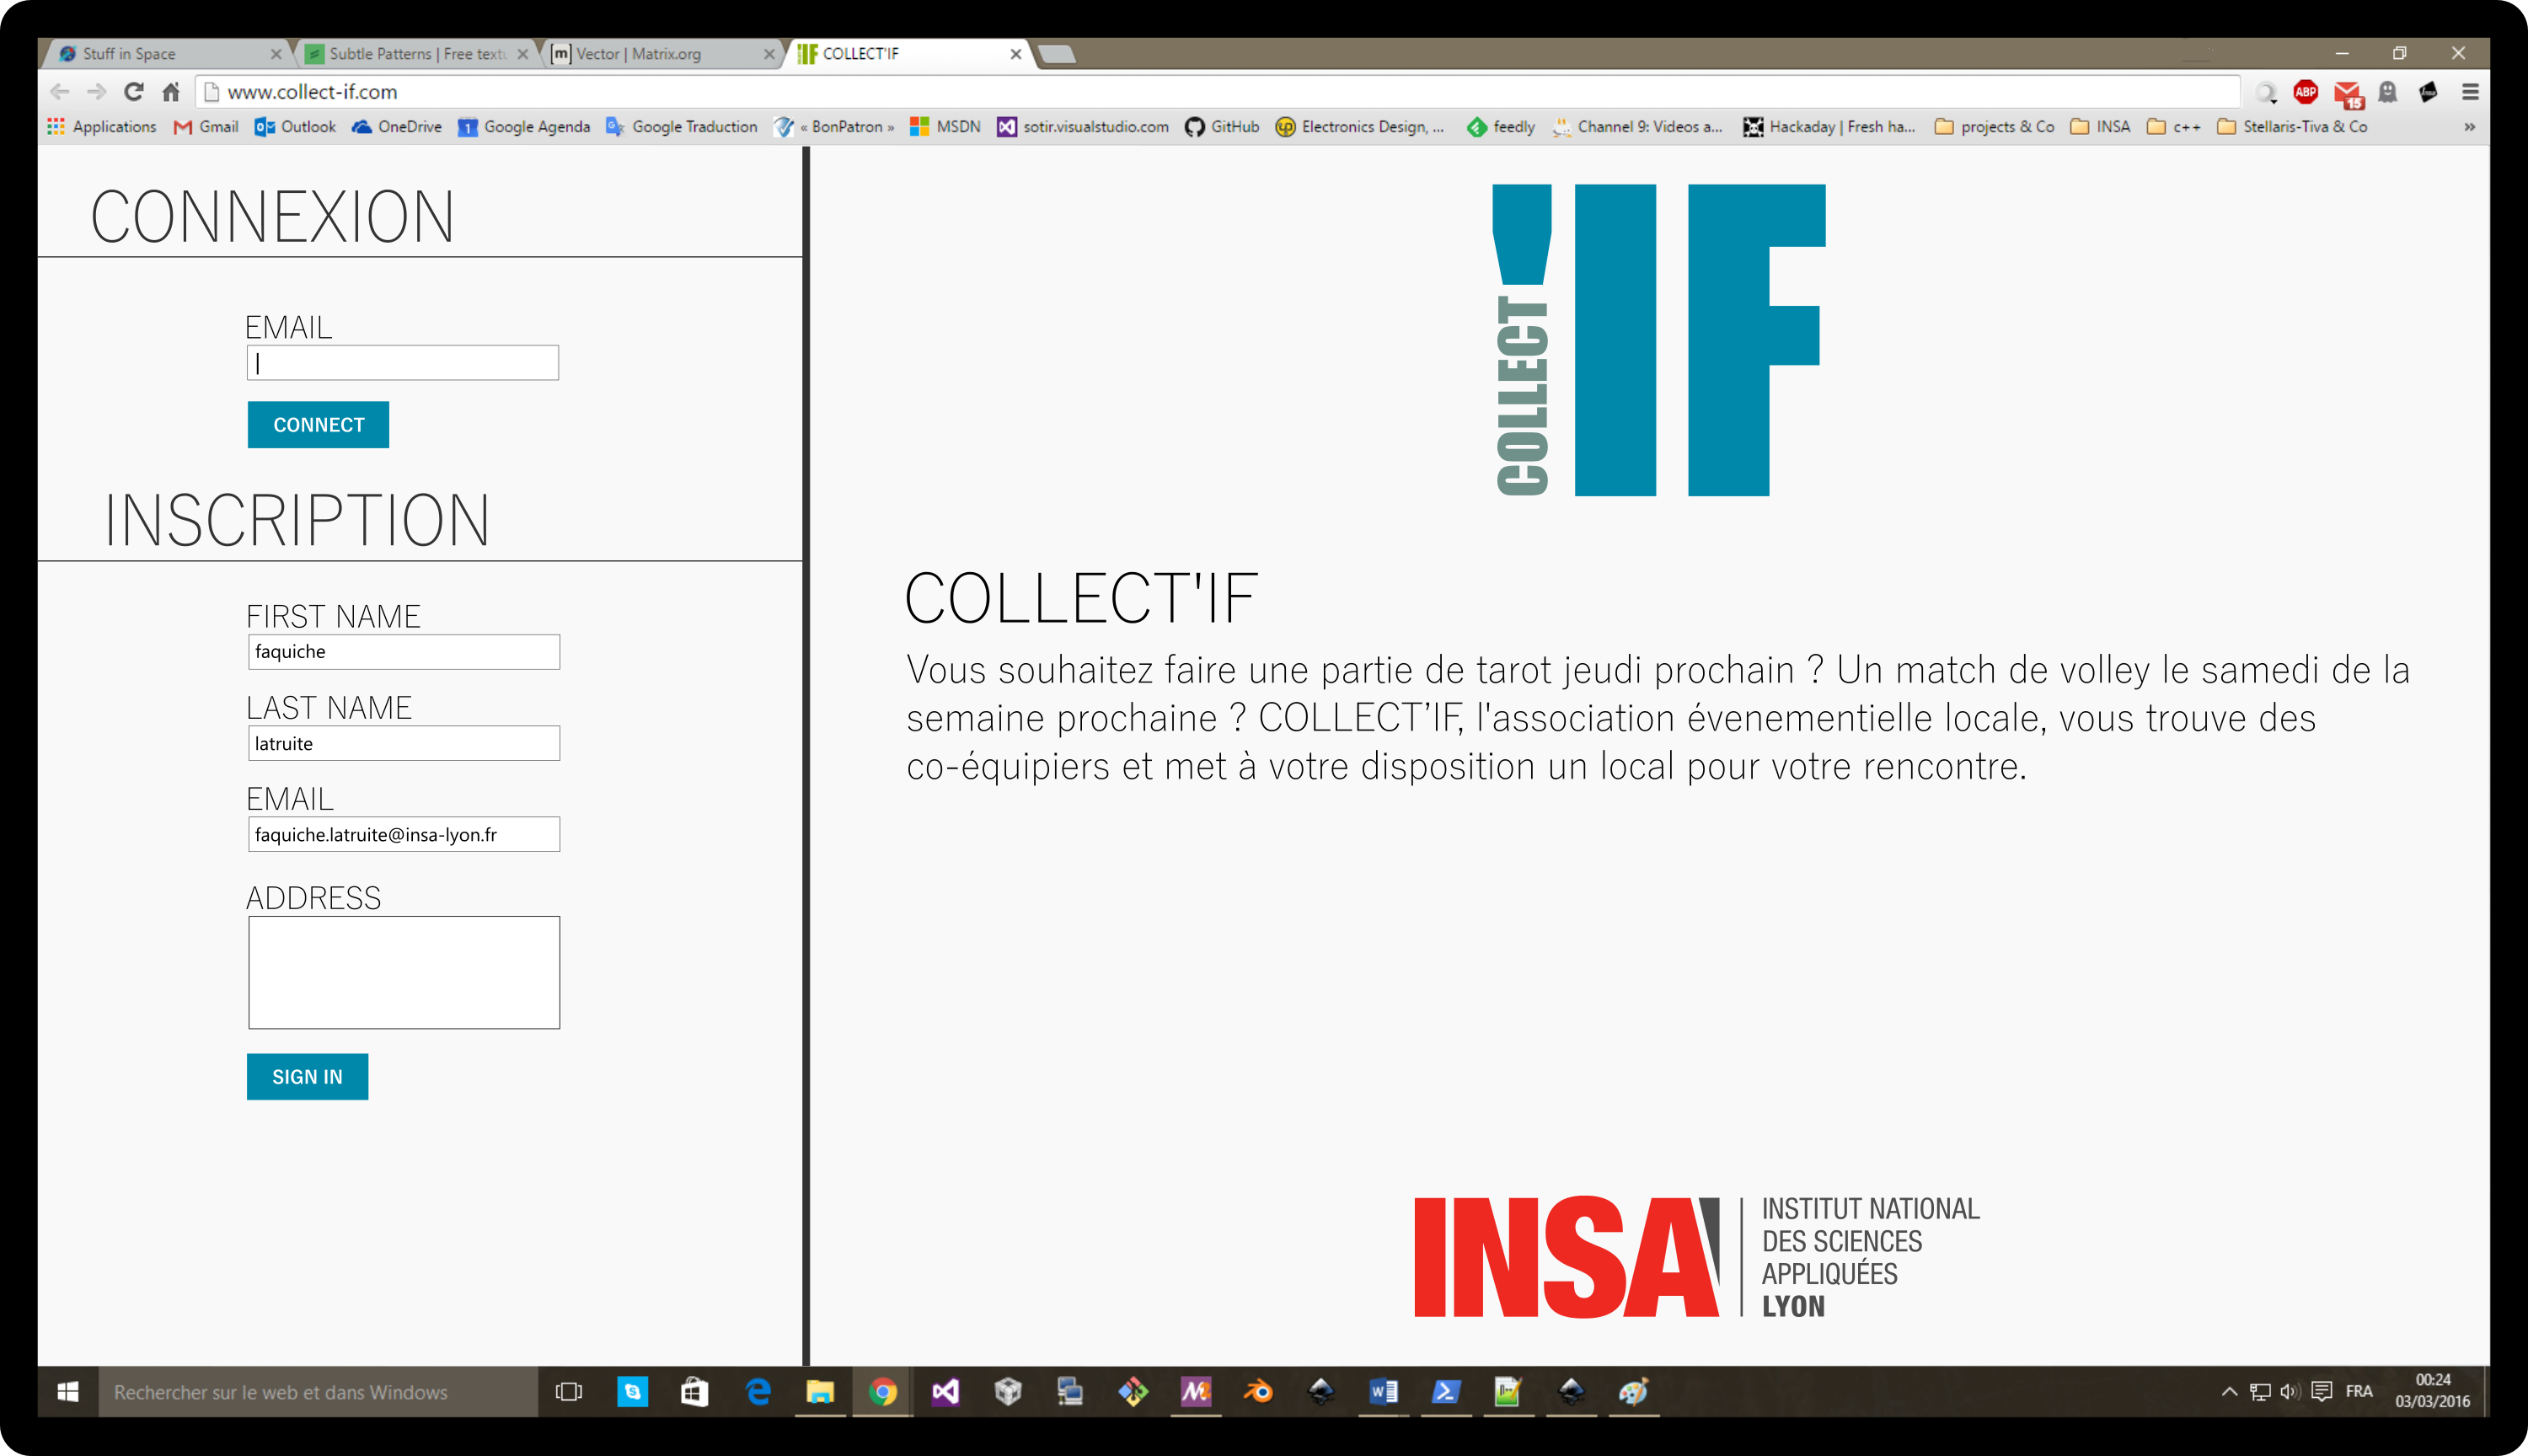 Stuff in Space
Subtle Patterns | Free textu
[m] Vector | Matrix.org
'IF COLLECT'IF
www.collect-if.com
ABP
15
Applications
Gmail
Outlook
OneDrive
1 Google Agenda
Google Traduction
« BonPatron »
MSDN
sotir.visualstudio.com
GitHub
Electronics Design, ...
feedly
Channel 9: Videos a...
Hackaday | Fresh ha...
projects & Co
INSA
c++
Stellaris-Tiva & Co
»
CONNEXION
EMAIL
CONNECT
INSCRIPTION
FIRST NAME
faquiche
LAST NAME
latruite
EMAIL
faquiche.latruite@insa-lyon.fr
ADDRESS
SIGN IN
COLLECT'IF
COLLECT'IF
Vous souhaitez faire une partie de tarot jeudi prochain ? Un match de volley le samedi de la
semaine prochaine ? COLLECT’IF, l'association évenementielle locale, vous trouve des
co-équipiers et met à votre disposition un local pour votre rencontre.
INSA
INSTITUT NATIONAL
DES SCIENCES
APPLIQUÉES
LYON
Rechercher sur le web et dans Windows
FRA
00:24
03/03/2016